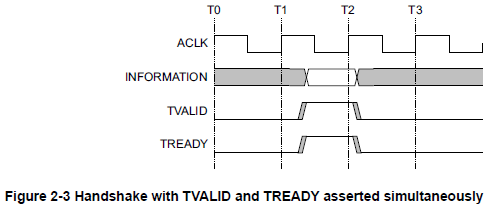 T0 T1 T2 T3
ACLK
INFORMATION
TVALID
TREADY
Figure 2-3 Handshake with TVALID and TREADY asserted simultaneously